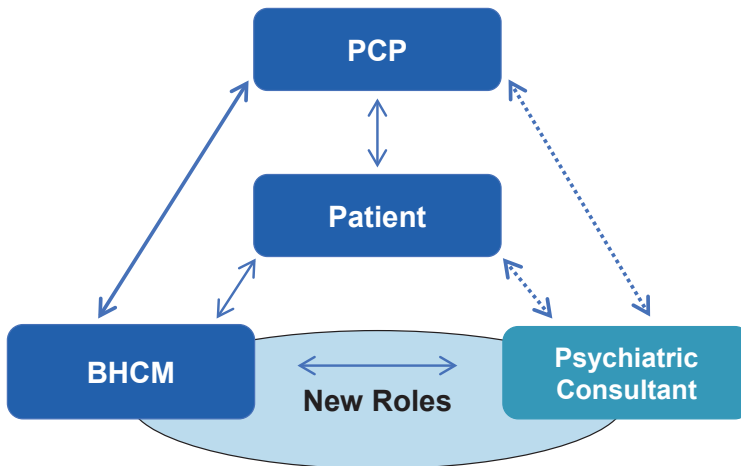 PCP
Patient
BHCM
Psychiatric
Consultant
New Roles